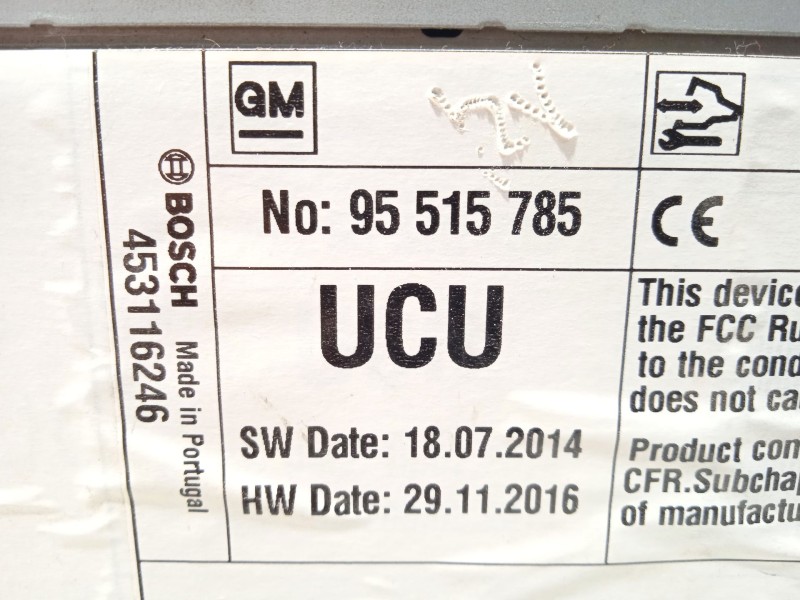 GM
No: 95 515 785
CE
UCU
SW Date: 18.07.2014
HW Date: 29.11.2016
BOSCH Made in Portugal
453116246
This device
the FCC Ru
to the cond
does not ca
Product com
CFR.Subchap
of manufactu